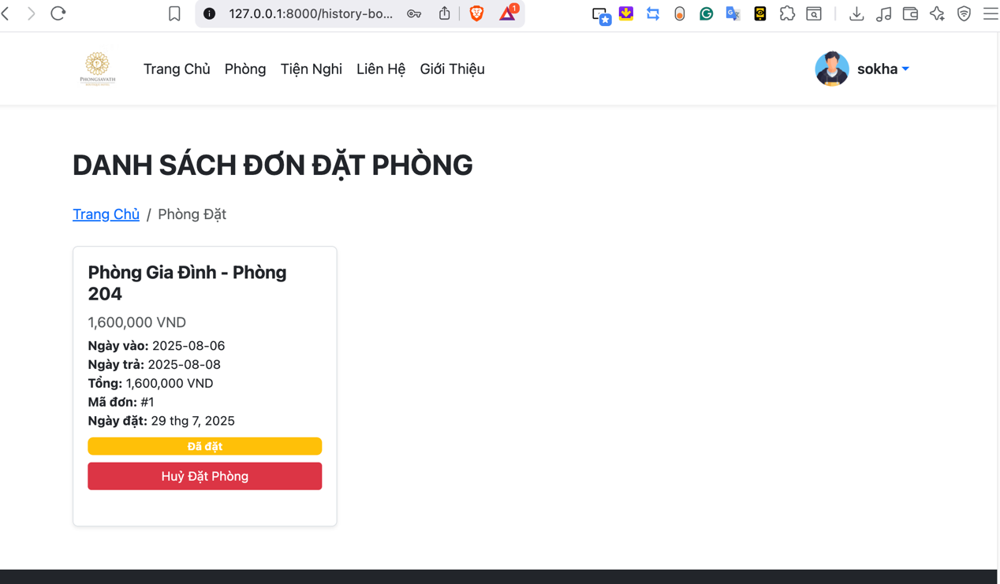 127.0.0.1:8000/history-bo...
1
PHONGSAVATH
Trang Chủ Phòng Tiện Nghi Liên Hệ Giới Thiệu
sokha
DANH SÁCH ĐƠN ĐẶT PHÒNG
Trang Chủ / Phòng Đặt
Phòng Gia Đình - Phòng
204
1,600,000 VND
Ngày vào: 2025-08-06
Ngày trả: 2025-08-08
Tổng: 1,600,000 VND
Mã đơn: #1
Ngày đặt: 29 thg 7, 2025
Đã đặt
Huỷ Đặt Phòng